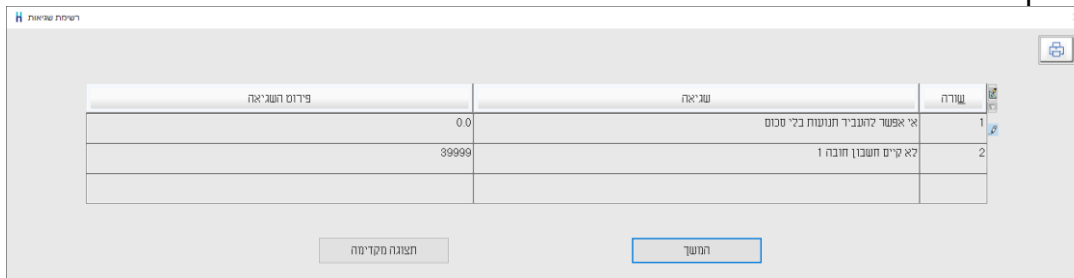 רשימת שגיאות
שורה שגיאה פירוט השגיאה
1 אי אפשר להעביר תנועות בלי סכום 0.0
2 לא קיים חשבון חובה 1 39999
המשך תצוגה מקדימה